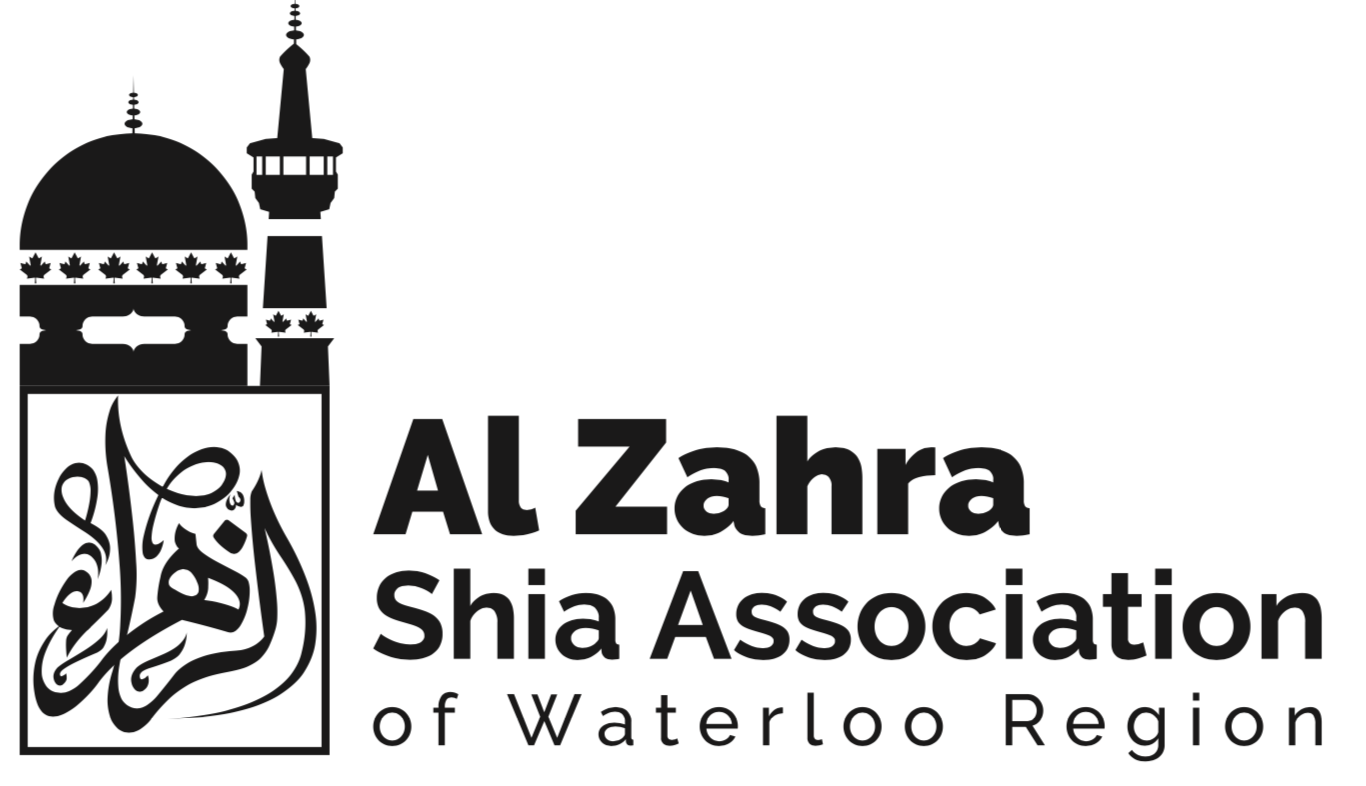 الزهراء
Al Zahra
Shia Association
of Waterloo Region